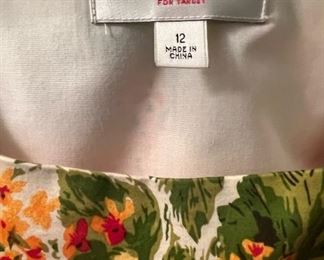 FOR TARGET
12
MADE IN
CHINA